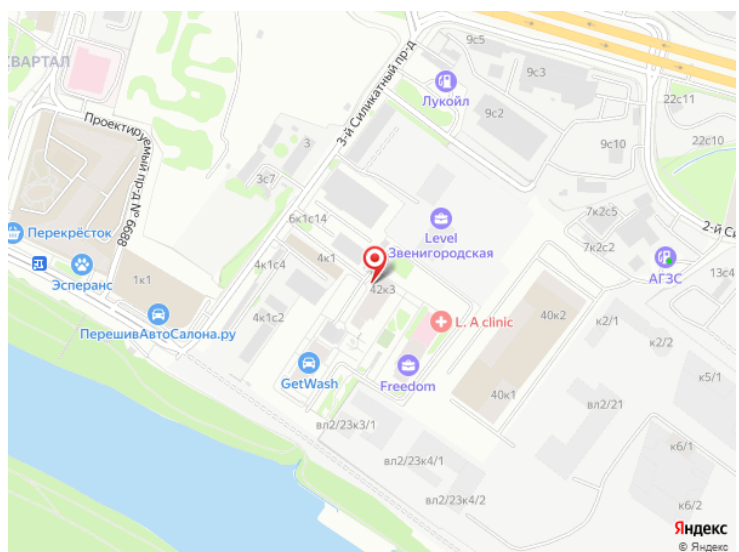 9с5
9с3
КВАРТАЛ
3-й Силикатный пр-д
Лукойл
22с11
9с2
Проектируемый пр-д № 6688
9с10
22с10
3
3с7
6к1с14
Level
Звенигородская
7к2с5
2-й Си
Перекрёсток
4к1
7к2с2
4к1с4
АГЗС
13с4
Эсперанс
1к1
42к3
ПерешивАвтоСалона.ру
4к1с2
L. A clinic
40к2
к2/1
к2/2
GetWash
Freedom
40к1
к5/1
вл2/21
вл2/23к3/1
к6/1
вл2/23к4/1
вл2/23к4/2
к6/2
Яндекс
© Яндекс